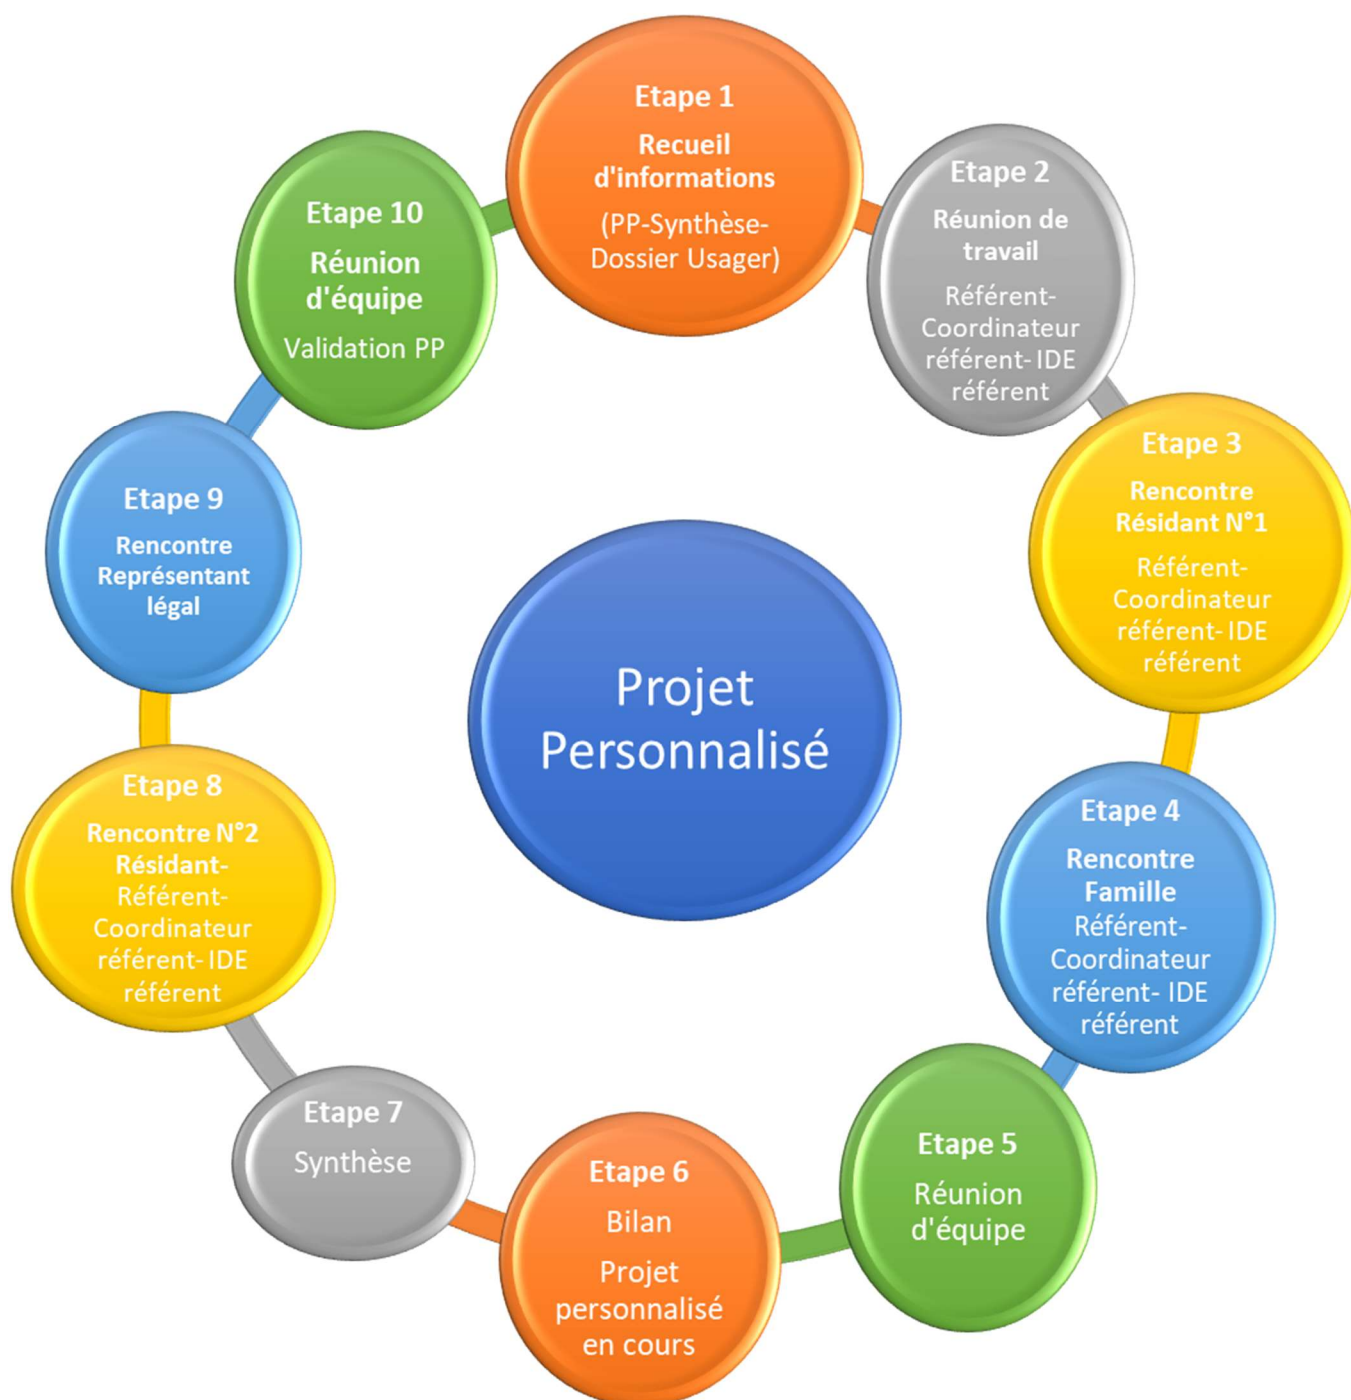 Etape 1
Recueil
d'informations
(PP-Synthèse-
Dossier Usager)
Etape 2
Réunion de
travail
Référent-
Coordinateur
référent- IDE
référent
Etape 3
Rencontre
Résidant N°1
Référent-
Coordinateur
référent- IDE
référent
Etape 4
Rencontre
Famille
Référent-
Coordinateur
référent- IDE
référent
Etape 5
Réunion
d'équipe
Etape 6
Bilan
Projet
personnalisé
en cours
Etape 7
Synthèse
Etape 8
Rencontre N°2
Résidant-
Référent-
Coordinateur
référent- IDE
référent
Etape 9
Rencontre
Représentant
légal
Etape 10
Réunion
d'équipe
Validation PP
Projet
Personnalisé